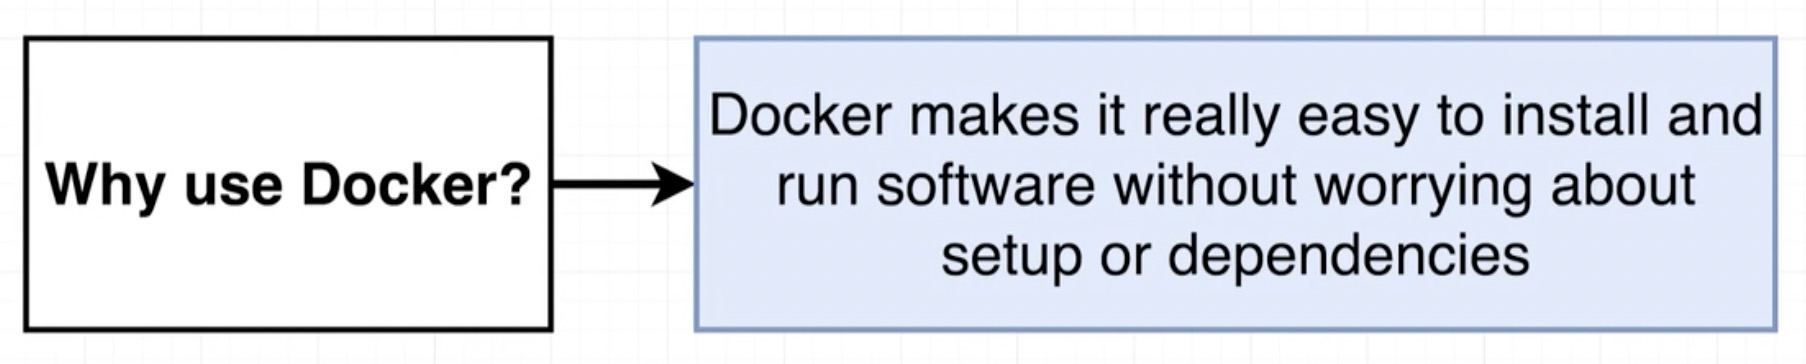 Why use Docker?
Docker makes it really easy to install and
run software without worrying about
setup or dependencies